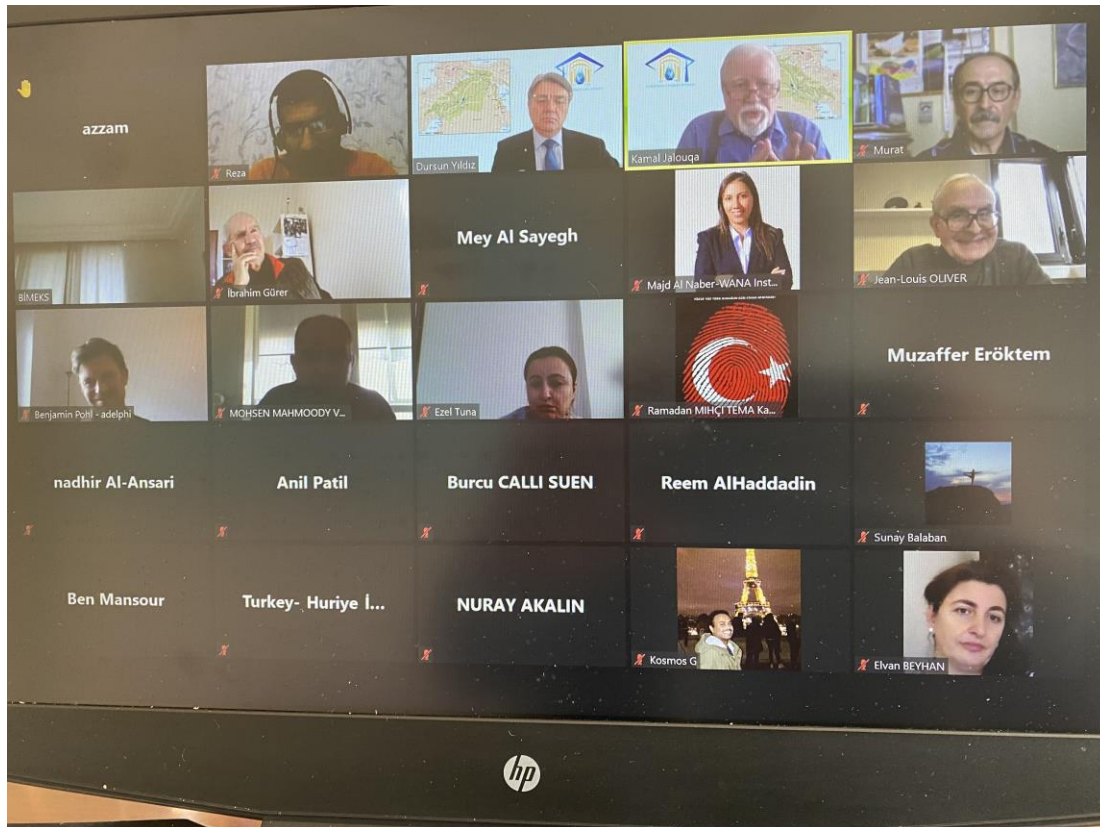 azzam
Reza
Dursun Yıldız
Kamal Jalouqa
Murat
BİMEKS
İbrahim Gürer
Mey Al Sayegh
Majd Al Naber-WANA Inst...
Jean-Louis OLIVER
Benjamin Pohl - adelphi
MOHSEN MAHMOODY V...
Ezel Tuna
Ramadan MIHÇI TEMA Ka...
Muzaffer Eröktem
nadhir Al-Ansari
Anil Patil
Burcu CALLI SUEN
Reem AlHaddadin
Sunay Balaban
Ben Mansour
Turkey- Huriye İ...
NURAY AKALIN
Kosmos G
Elvan BEYHAN
hp